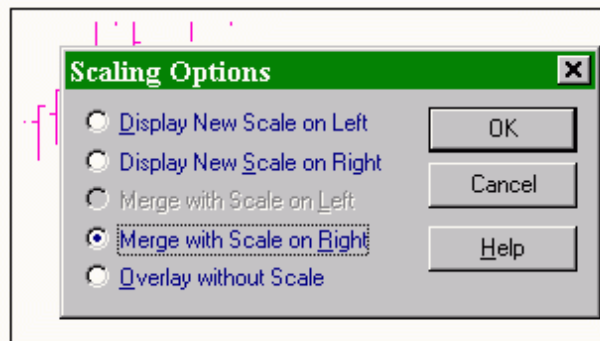 Scaling Options
Display New Scale on Left
Display New Scale on Right
Merge with Scale on Left
Merge with Scale on Right
Overlay without Scale
OK
Cancel
Help